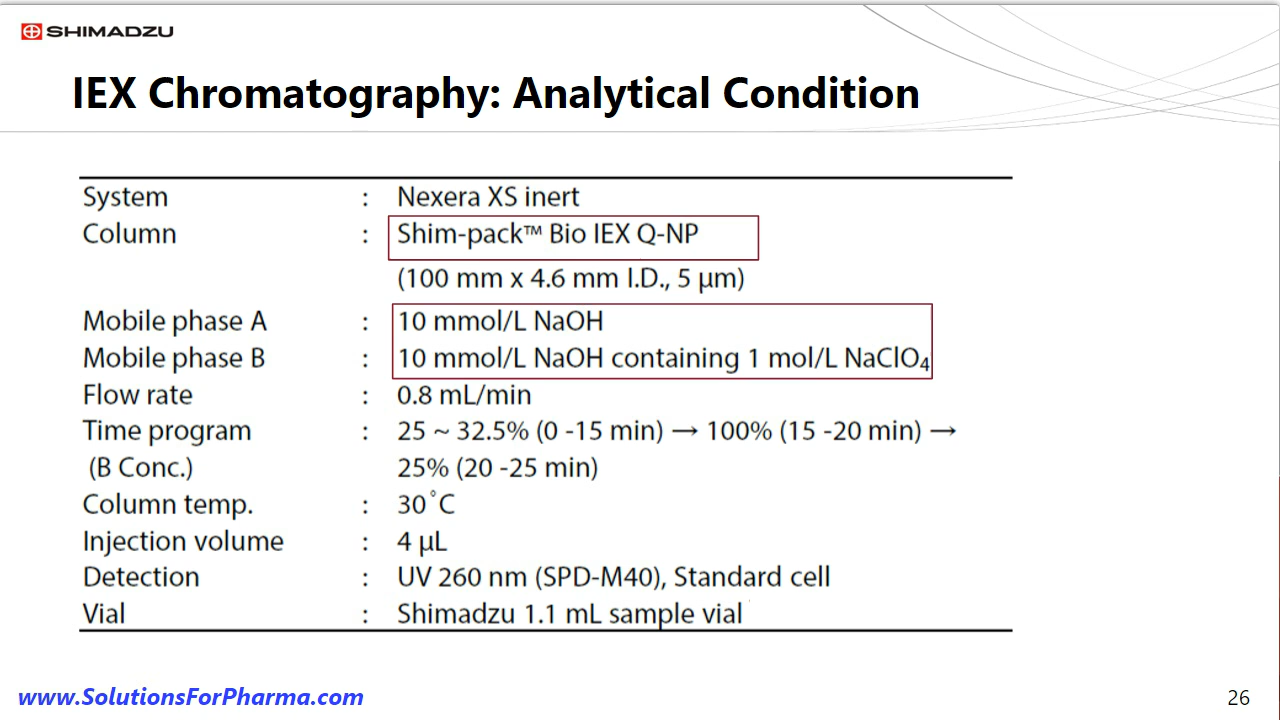 SHIMADZU
IEX Chromatography: Analytical Condition
System : Nexera XS inert
Column : Shim-pack™ Bio IEX Q-NP
(100 mm x 4.6 mm I.D., 5 µm)
Mobile phase A : 10 mmol/L NaOH
Mobile phase B : 10 mmol/L NaOH containing 1 mol/L NaClO₄
Flow rate : 0.8 mL/min
Time program : 25 ~ 32.5% (0 -15 min) → 100% (15 -20 min) →
(B Conc.) 25% (20 -25 min)
Column temp. : 30˚C
Injection volume : 4 µL
Detection : UV 260 nm (SPD-M40), Standard cell
Vial : Shimadzu 1.1 mL sample vial
www.SolutionsForPharma.com 26